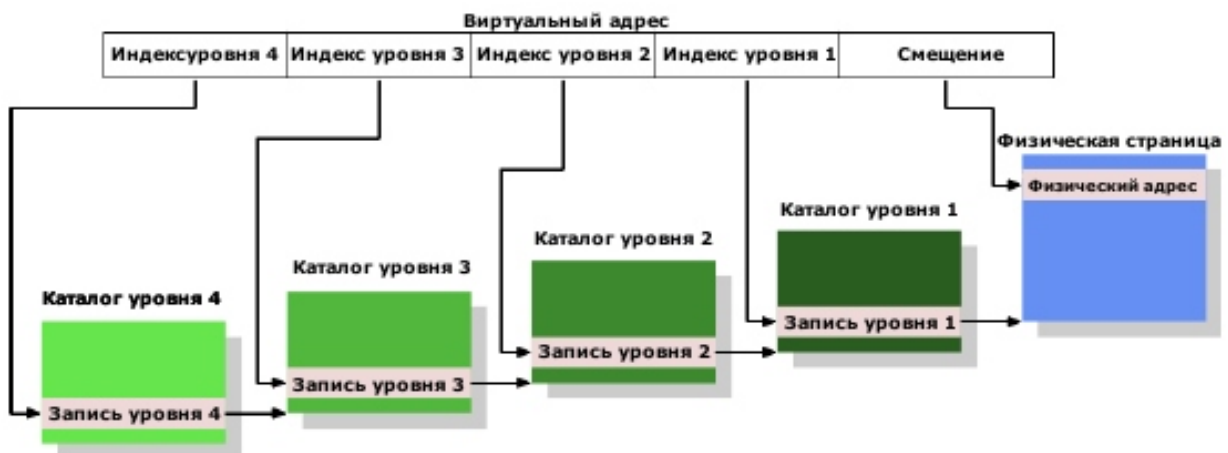 Виртуальный адрес
Индексуровня 4
Индекс уровня 3
Индекс уровня 2
Индекс уровня 1
Смещение
Физическая страница
Физический адрес
Каталог уровня 1
Каталог уровня 2
Каталог уровня 3
Каталог уровня 4
Запись уровня 1
Запись уровня 2
Запись уровня 3
Запись уровня 4